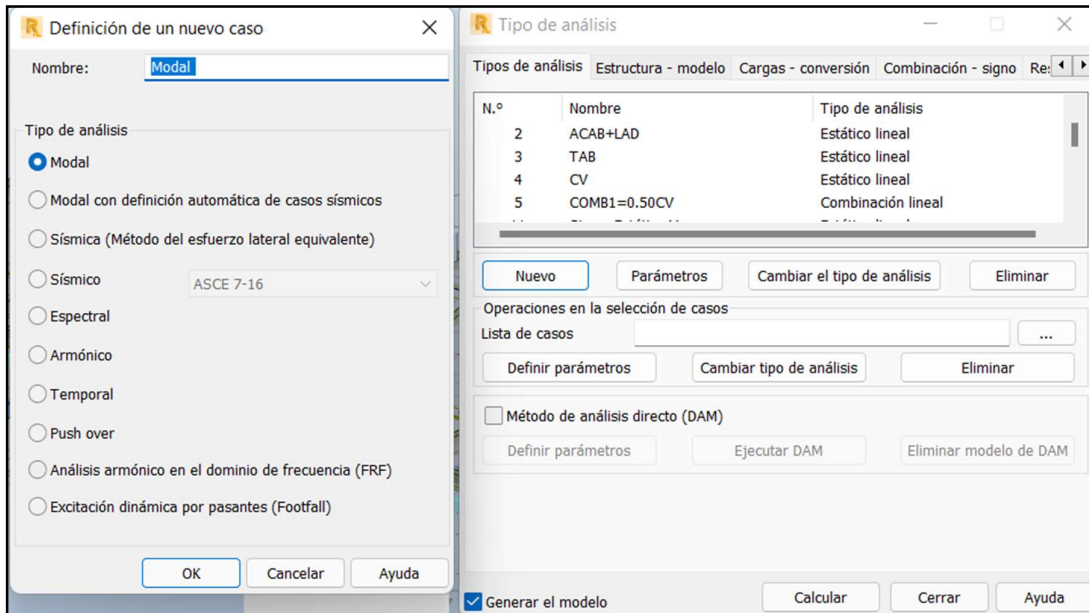 Definición de un nuevo caso
Nombre:
Modal
Tipo de análisis
Modal
Modal con definición automática de casos sísmicos
Sísmica (Método del esfuerzo lateral equivalente)
Sísmico
ASCE 7-16
Espectral
Armónico
Temporal
Push over
Análisis armónico en el dominio de frecuencia (FRF)
Excitación dinámica por pasantes (Footfall)
OK Cancelar Ayuda
Tipo de análisis
Tipos de análisis Estructura - modelo Cargas - conversión Combinación - signo Re:
N.º Nombre Tipo de análisis
2 ACAB+LAD Estático lineal
3 TAB Estático lineal
4 CV Estático lineal
5 COMB1=0.50CV Combinación lineal
Nuevo Parámetros Cambiar el tipo de análisis Eliminar
Operaciones en la selección de casos
Lista de casos ...
Definir parámetros Cambiar tipo de análisis Eliminar
Método de análisis directo (DAM)
Definir parámetros Ejecutar DAM Eliminar modelo de DAM
Generar el modelo Calcular Cerrar Ayuda